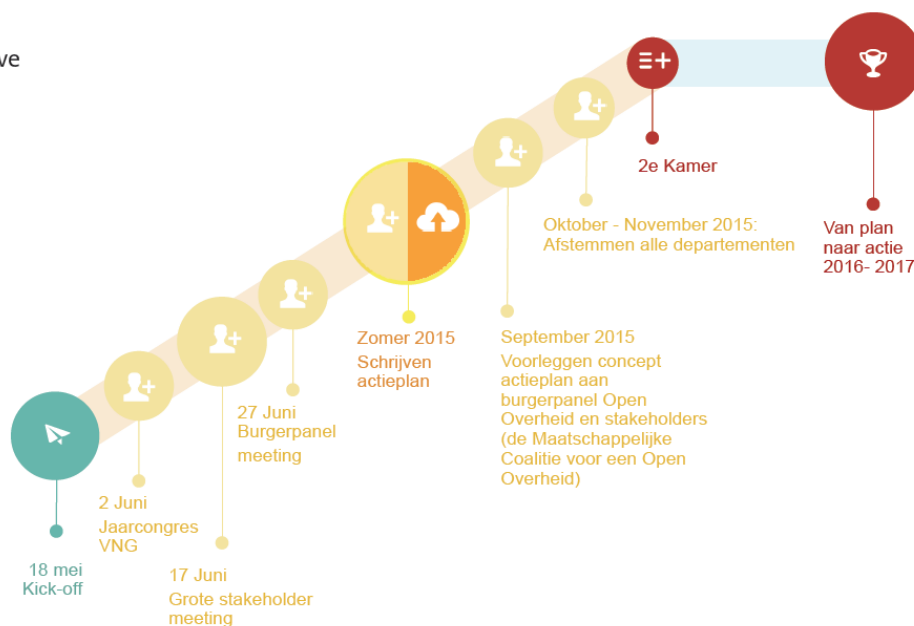 ve
18 mei
Kick-off
2 Juni
Jaarcongres
VNG
17 Juni
Grote stakeholder
meeting
27 Juni
Burgerpanel
meeting
Zomer 2015
Schrijven
actieplan
September 2015
Voorleggen concept
actieplan aan
burgerpanel Open
Overheid en stakeholders
(de Maatschappelijke
Coalitie voor een Open
Overheid)
Oktober - November 2015:
Afstemmen alle departementen
2e Kamer
Van plan
naar actie
2016- 2017